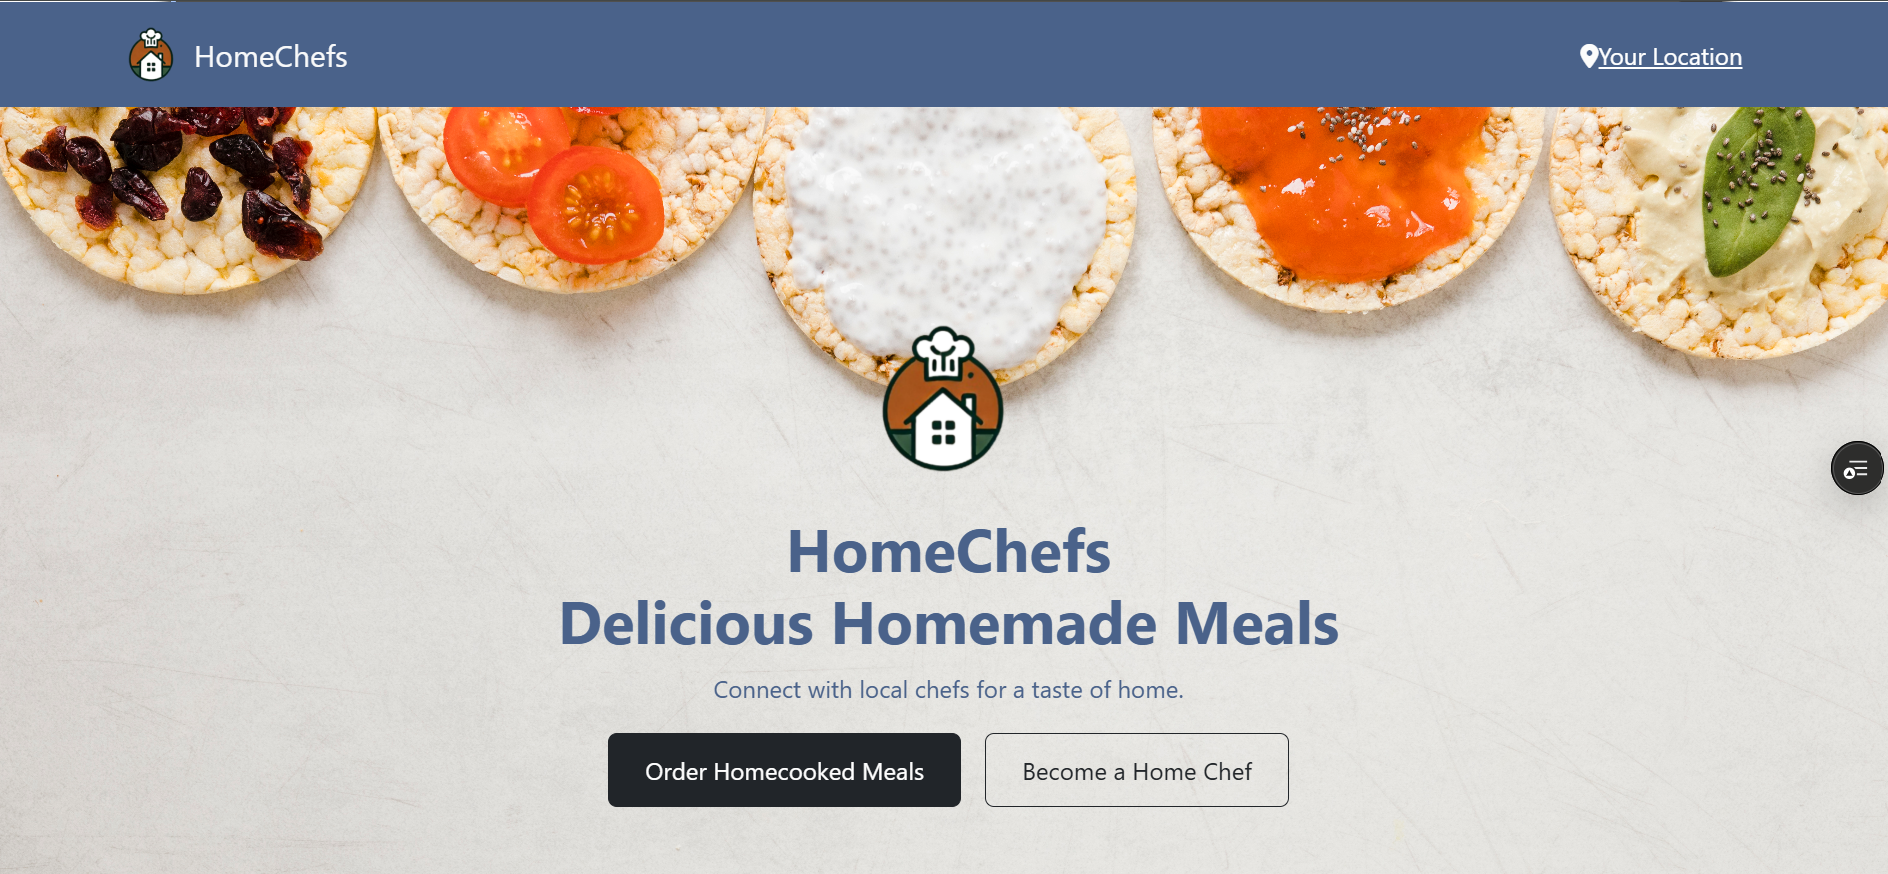 HomeChefs
Your Location
HomeChefs
Delicious Homemade Meals
Connect with local chefs for a taste of home.
Order Homecooked Meals
Become a Home Chef